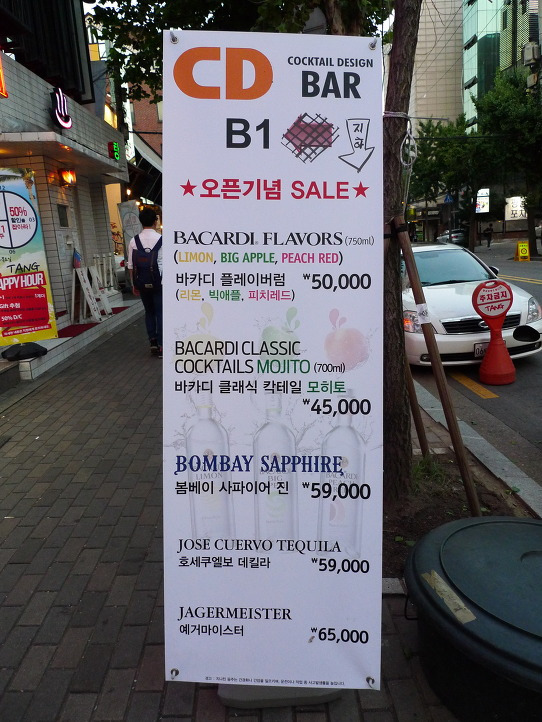 CD
COCKTAIL DESIGN
BAR
B1
지하
★오픈기념 SALE★
BACARDI FLAVORS (750ml)
(LIMON, BIG APPLE, PEACH RED)
바카디 플레이버럼 ₩50,000
(리몬, 빅애플, 피치레드)
BACARDI CLASSIC
COCKTAILS MOJITO (700ml)
바카디 클래식 칵테일 모히토
₩45,000
BOMBAY SAPPHIRE
봄베이 사파이어 진 ₩59,000
JOSE CUERVO TEQUILA
호세쿠엘보 데킬라 ₩59,000
JAGERMEISTER
예거마이스터 ₩65,000
50%
TANG
HAPPY HOUR
50% D/C
주차금지
TANG